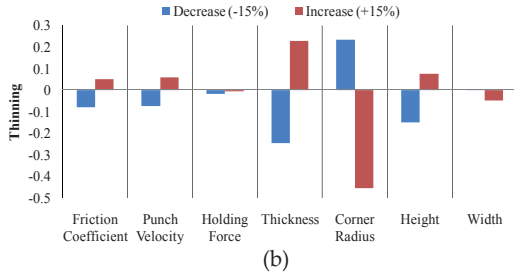 Decrease (-15%) Increase (+15%)
0.3
0.2
0.1
0
-0.1
-0.2
-0.3
-0.4
-0.5
Thinning
Friction Coefficient
Punch Velocity
Holding Force
Thickness
Corner Radius
Height
Width
(b)